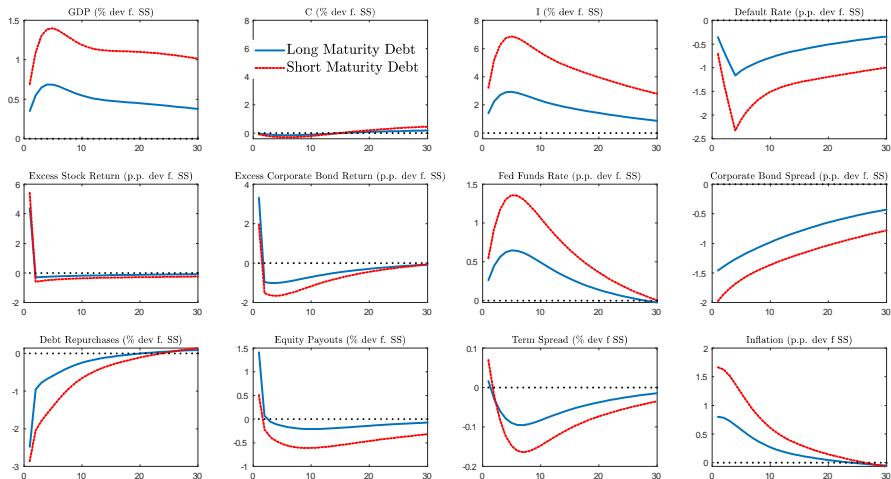 GDP (% dev f. SS)
1.5
1
0.5
0
0 10 20 30
C (% dev f. SS)
8
6
4
2
0
0 10 20 30
Long Maturity Debt
Short Maturity Debt
I (% dev f. SS)
8
6
4
2
0
0 10 20 30
Default Rate (p.p. dev f. SS)
0
-0.5
-1
-1.5
-2
-2.5
0 10 20 30
Excess Stock Return (p.p. dev f. SS)
6
4
2
0
-2
0 10 20 30
Excess Corporate Bond Return (p.p. dev f. SS)
4
2
0
-2
0 10 20 30
Fed Funds Rate (p.p. dev f. SS)
1.5
1
0.5
0
0 10 20 30
Corporate Bond Spread (p.p. dev f. SS)
0
-0.5
-1
-1.5
-2
0 10 20 30
Debt Repurchases (% dev f. SS)
0
-1
-2
-3
0 10 20 30
Equity Payouts (% dev f. SS)
1.5
1
0.5
0
-0.5
-1
0 10 20 30
Term Spread (% dev f SS)
0.1
0
-0.1
-0.2
0 10 20 30
Inflation (p.p. dev f SS)
2
1.5
1
0.5
0
0 10 20 30